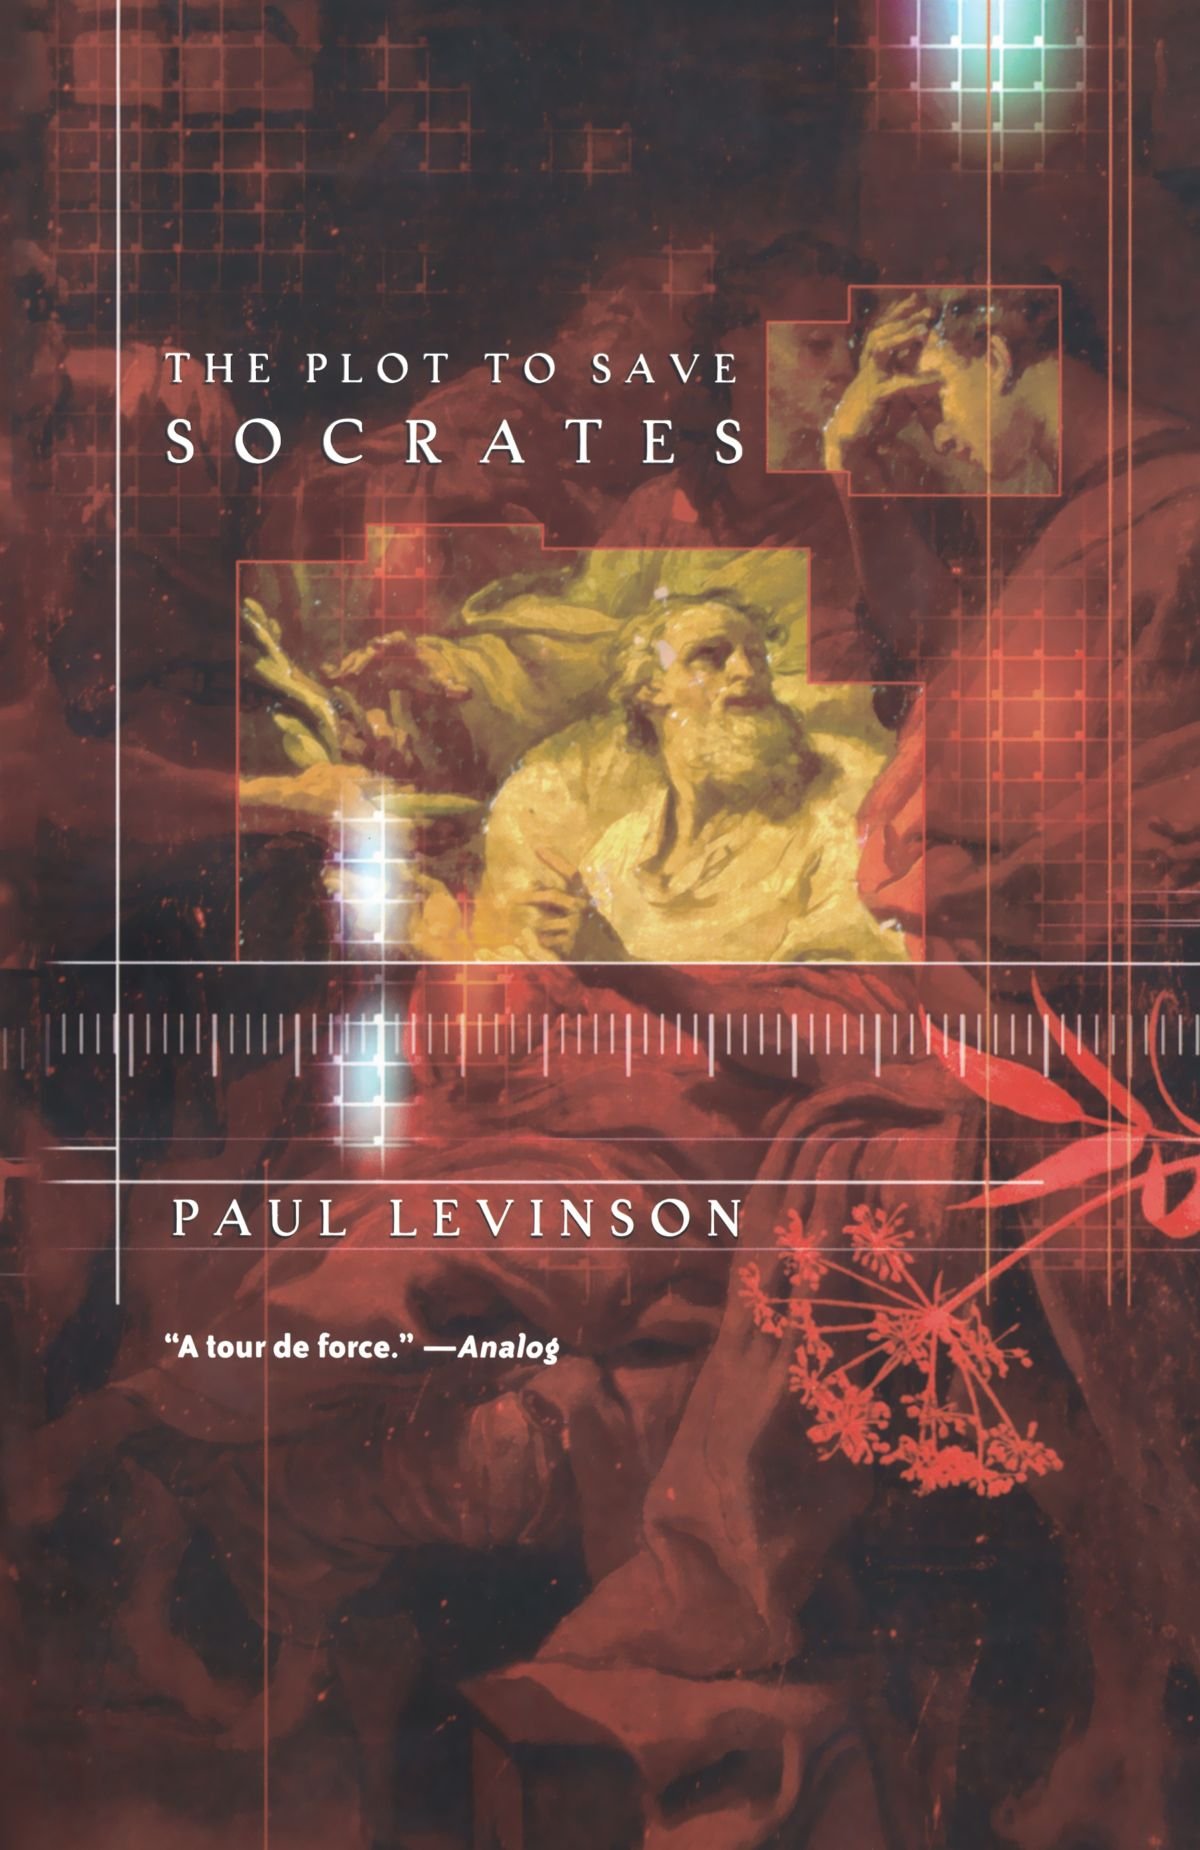 THE PLOT TO SAVE
SOCRATES
PAUL LEVINSON
“A tour de force.” —Analog